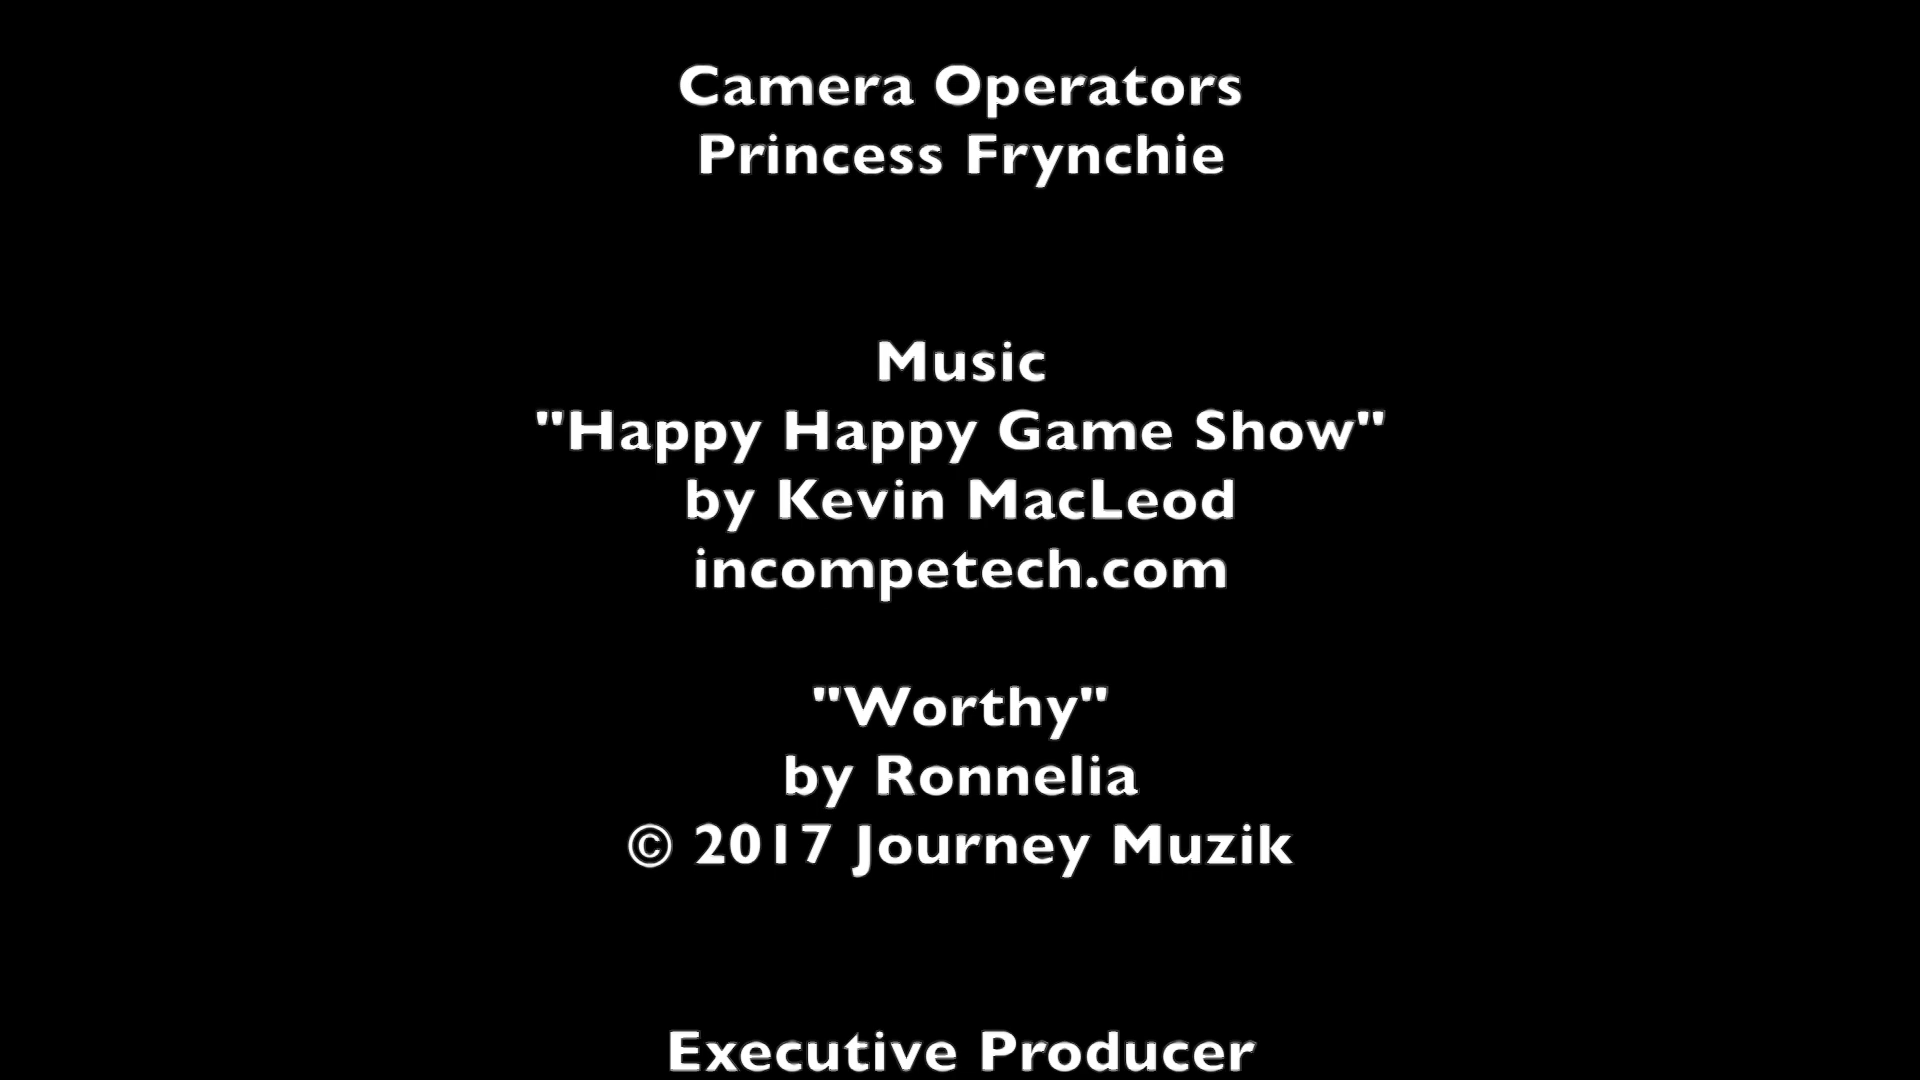 Camera Operators
Princess Frynchie
Music
"Happy Happy Game Show"
by Kevin MacLeod
incompetech.com
"Worthy"
by Ronnelia
© 2017 Journey Muzik
Executive Producer